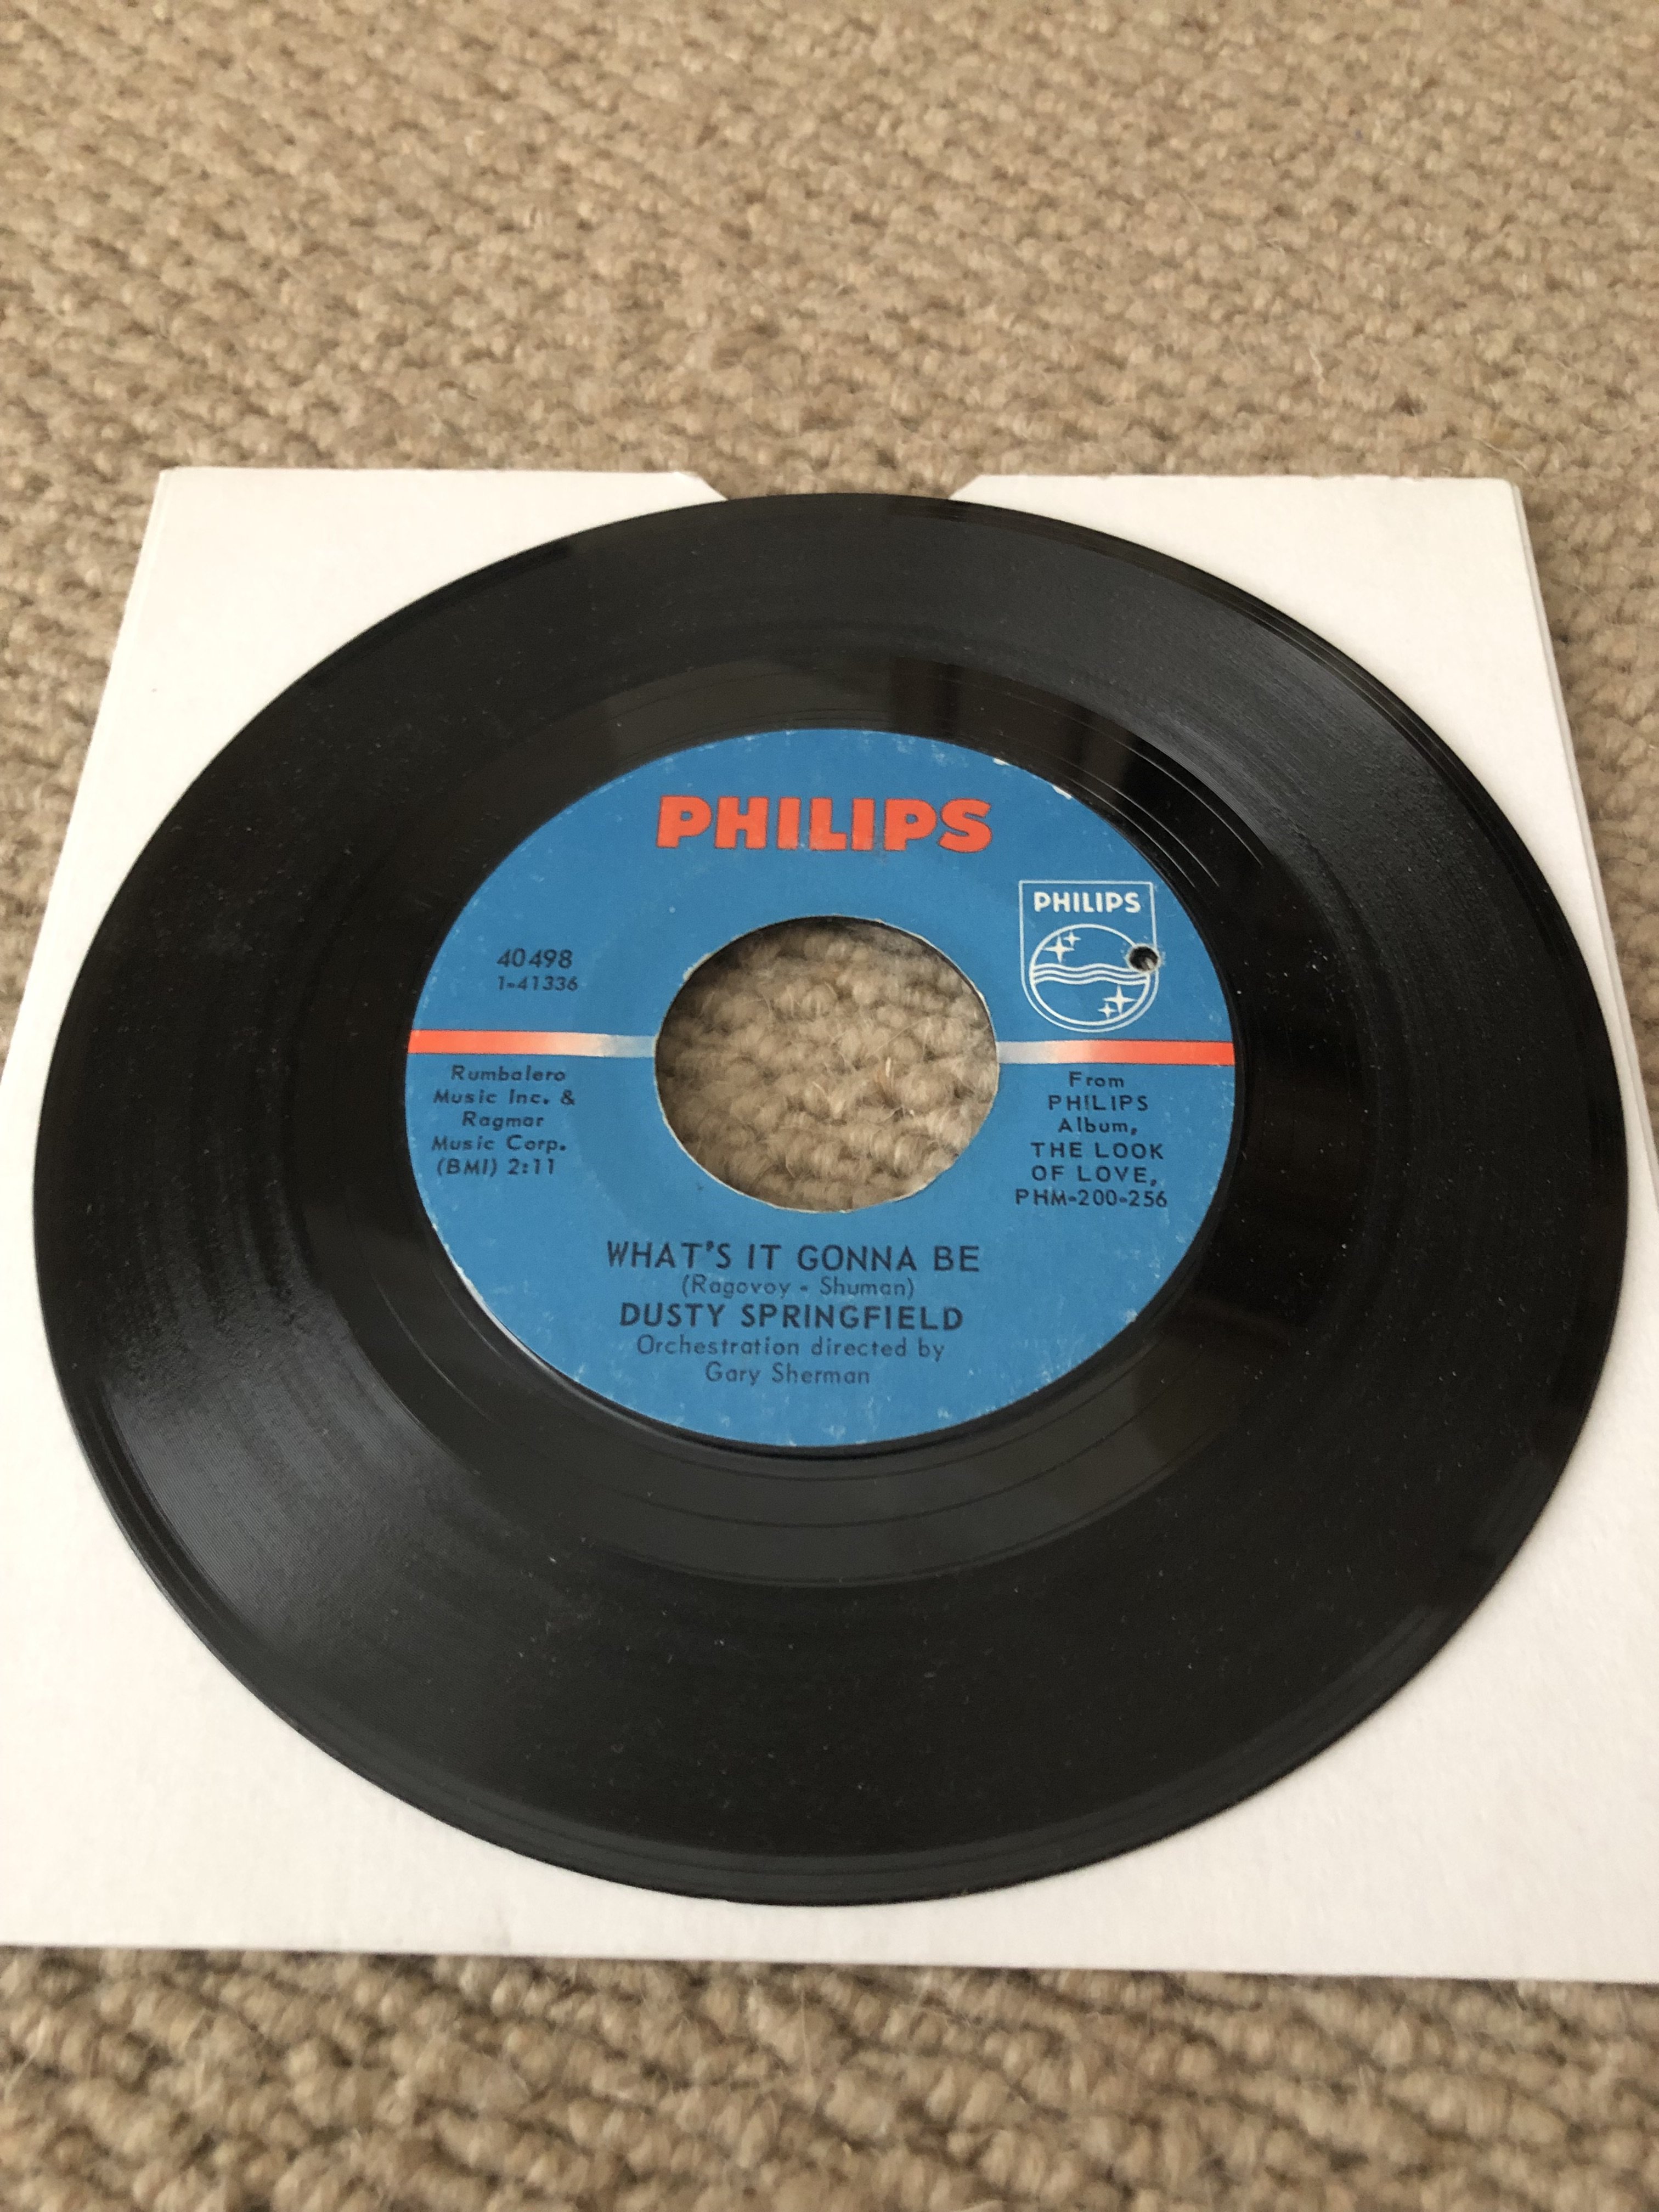 PHILIPS
PHILIPS
40498
1-41336
Rumbalero
Music Inc. &
Ragmar
Music Corp.
(BMI) 2:11
From
PHILIPS
Album,
THE LOOK
OF LOVE,
PHM-200-256
WHAT'S IT GONNA BE
(Ragovoy - Shuman)
DUSTY SPRINGFIELD
Orchestration directed by
Gary Sherman